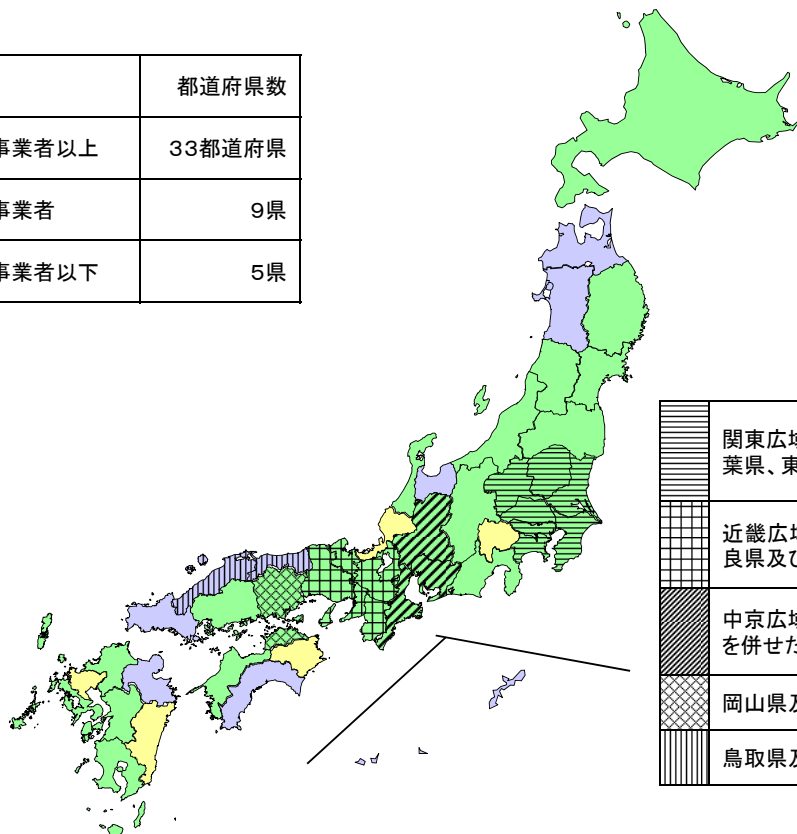 都道府県数
事業者以上 33都道府県
事業者 9県
事業者以下 5県
関東広域
葉県、東
近畿広域
良県及び
中京広域
を併せた
岡山県及
鳥取県及